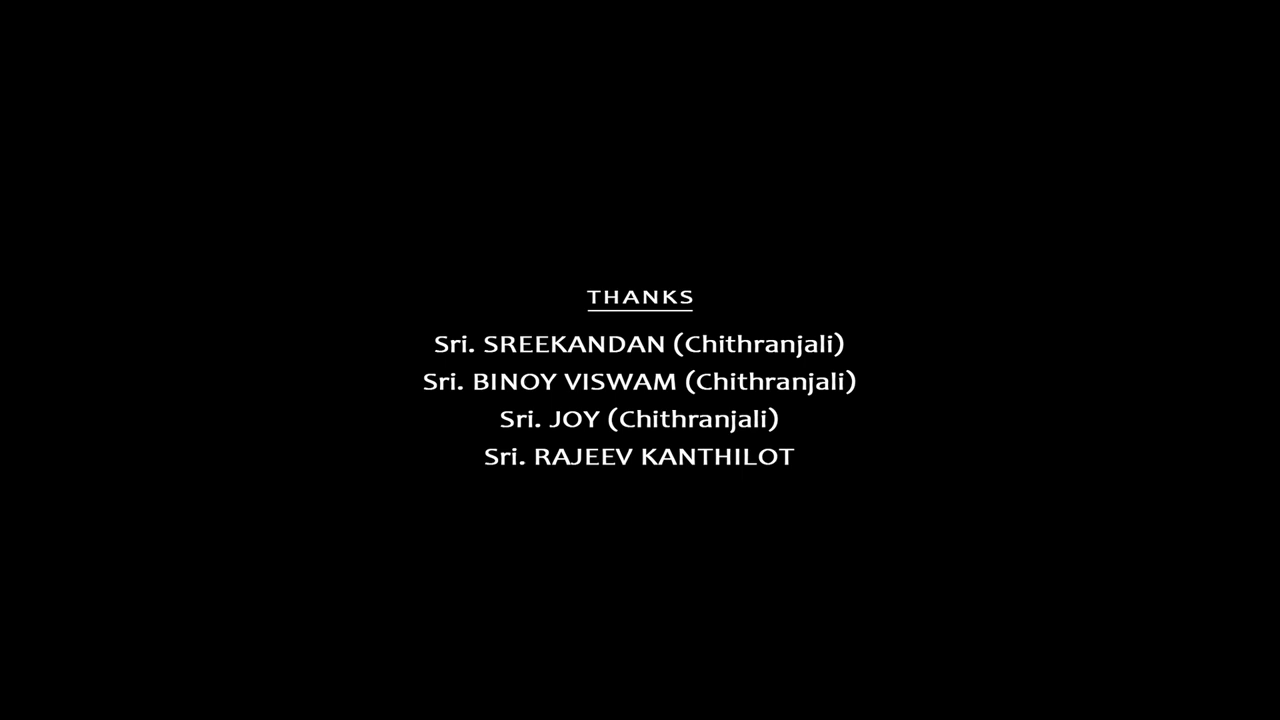 THANKS
Sri. SREEKANDAN (Chithranjali)
Sri. BINOY VISWAM (Chithranjali)
Sri. JOY (Chithranjali)
Sri. RAJEEV KANTHILOT